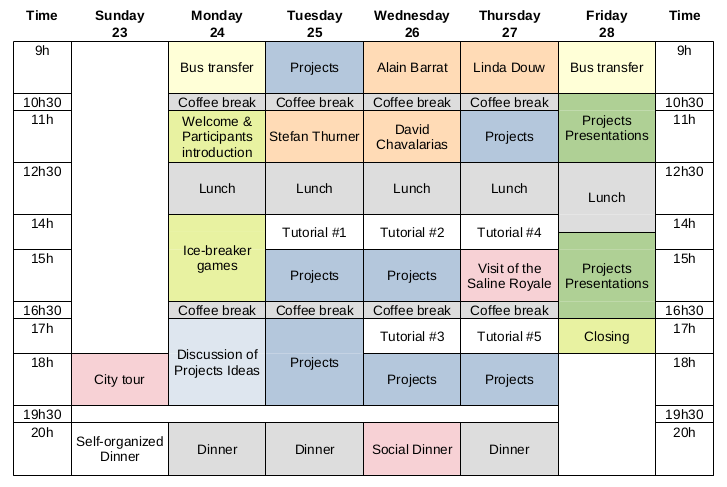 Time Sunday Monday Tuesday Wednesday Thursday Friday Time
23 24 25 26 27 28
9h Bus transfer Projects Alain Barrat Linda Douw Bus transfer 9h
10h30 Coffee break Coffee break Coffee break Coffee break 10h30
11h Welcome & Participants introduction Stefan Thurner David Chavalarias Projects Projects Presentations 11h
12h30 Lunch Lunch Lunch Lunch Lunch 12h30
14h Ice-breaker games Tutorial #1 Tutorial #2 Tutorial #4 14h
15h Projects Projects Visit of the Saline Royale Projects Presentations 15h
16h30 Coffee break Coffee break Coffee break Coffee break 16h30
17h Discussion of Projects Ideas Projects Tutorial #3 Tutorial #5 Closing 17h
18h City tour Projects Projects 18h
19h30 19h30
20h Self-organized Dinner Dinner Dinner Social Dinner Dinner 20h